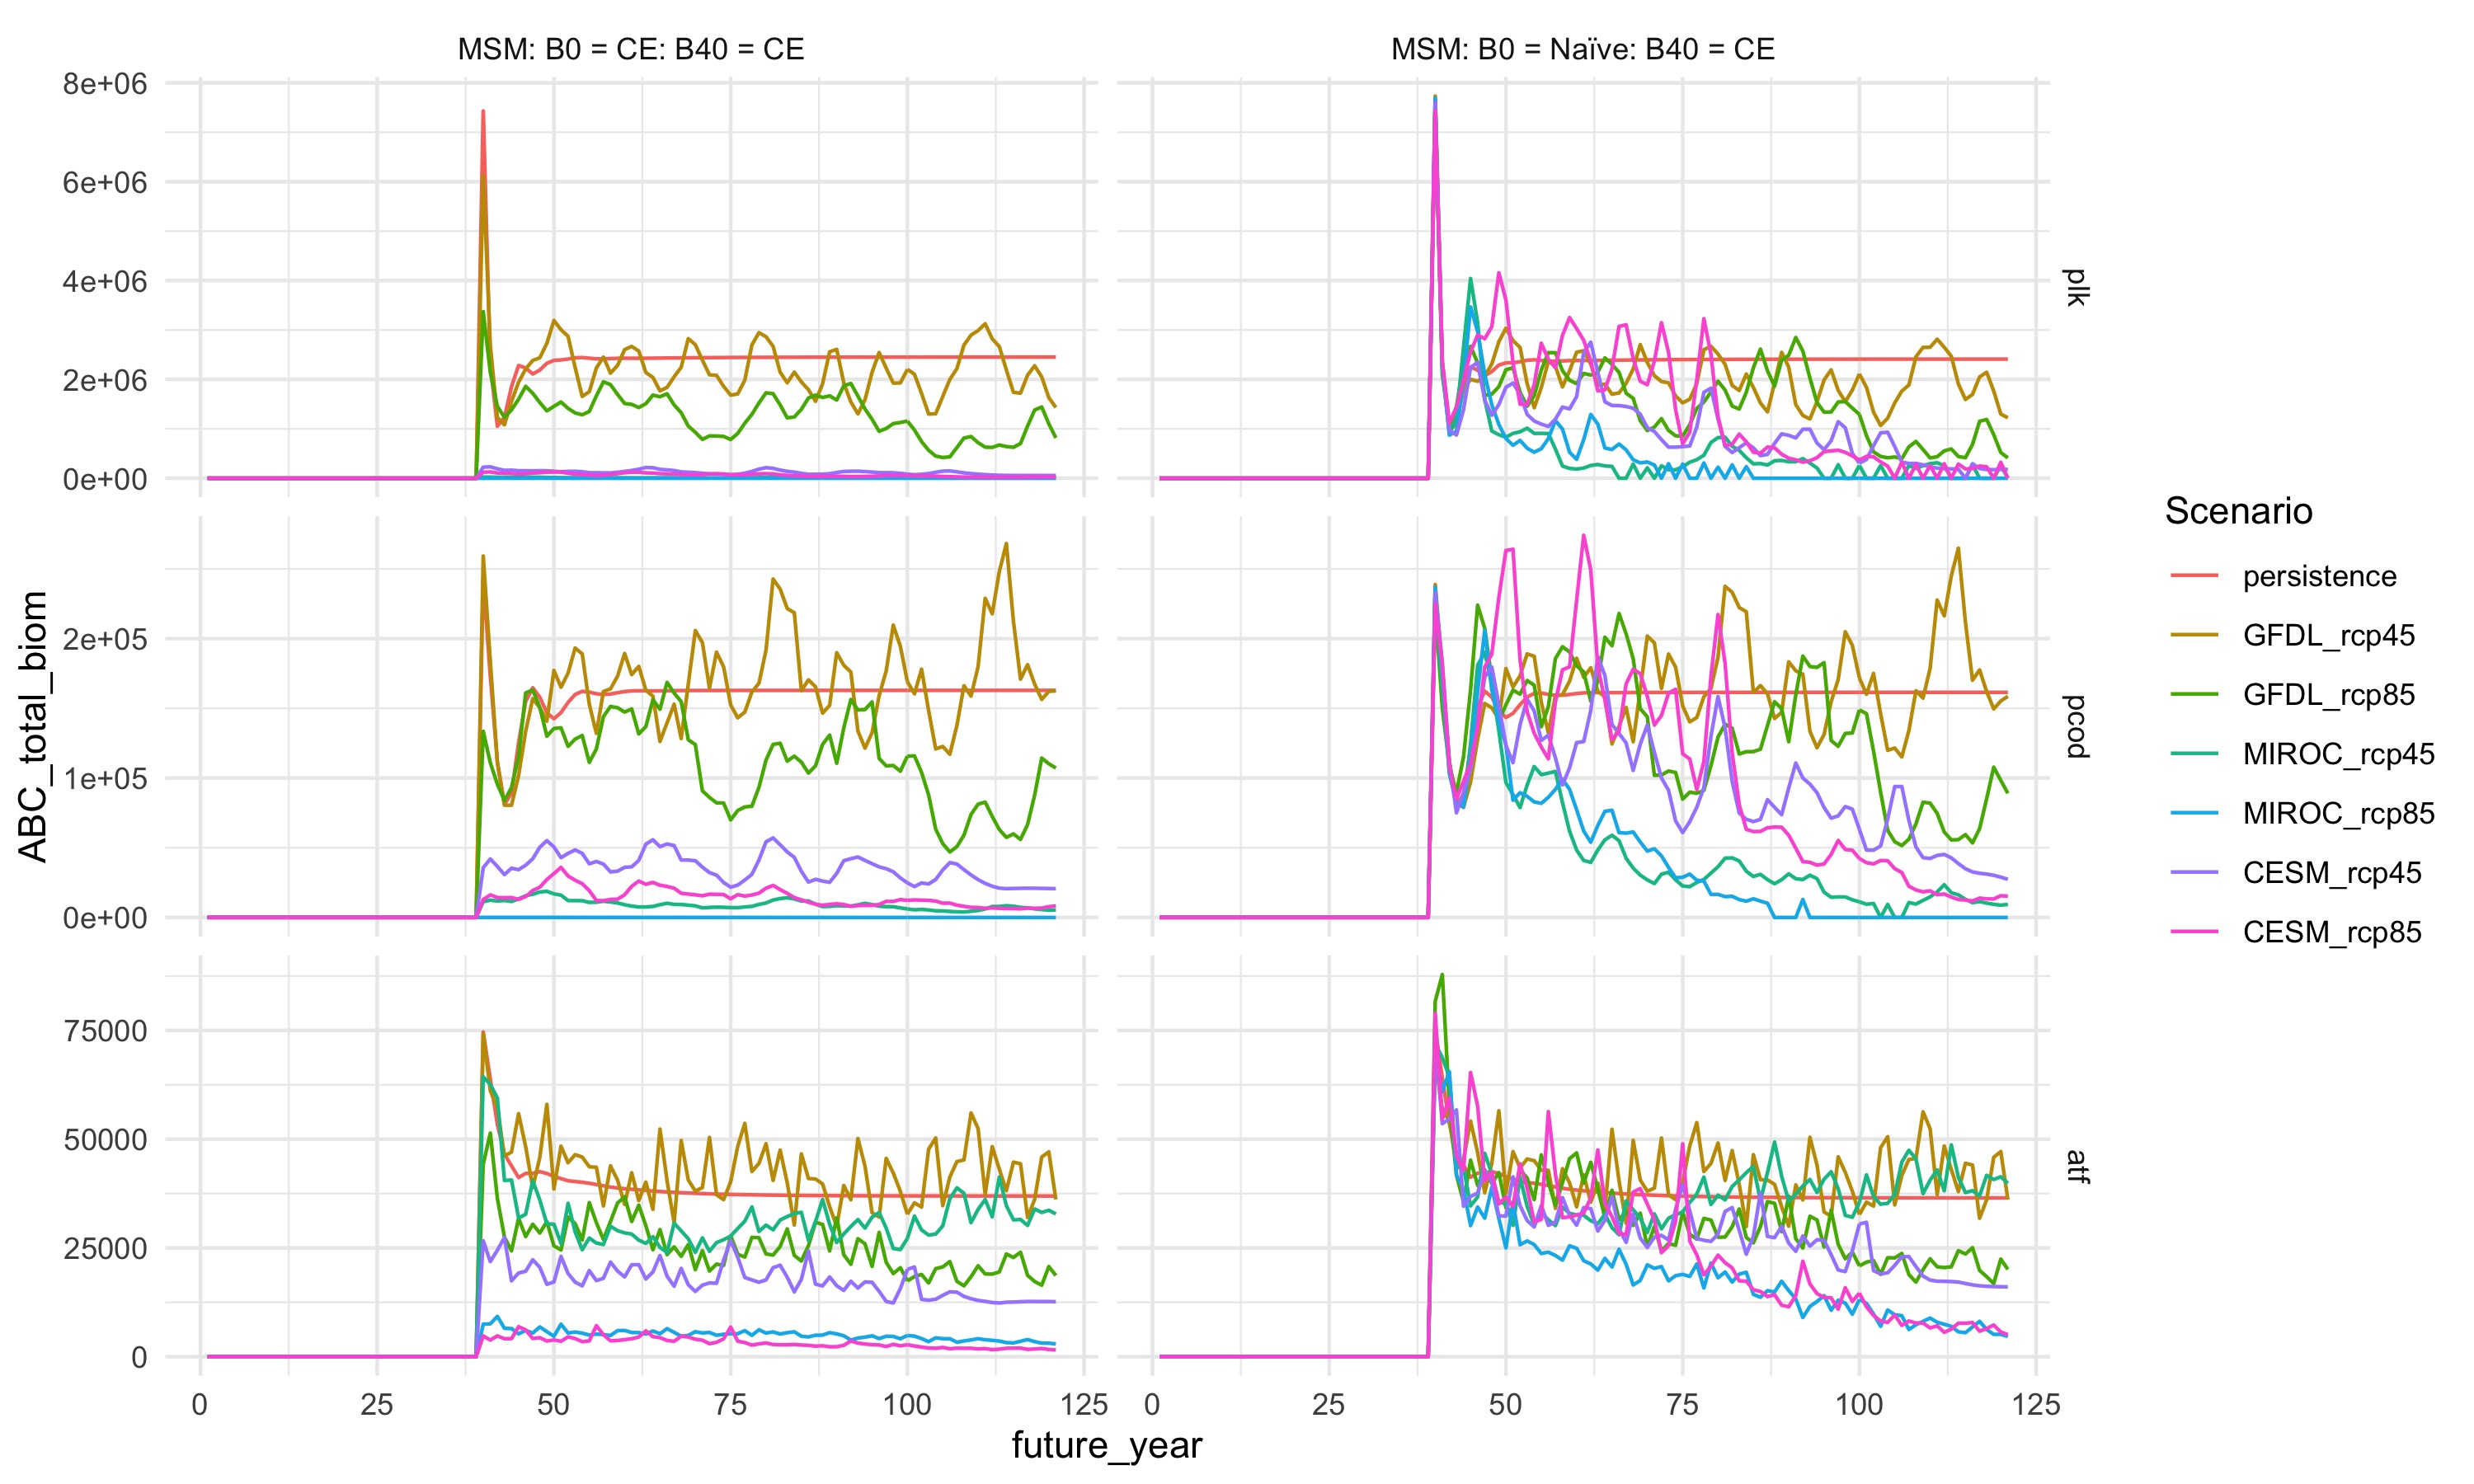 MSM: B0 = CE: B40 = CE
MSM: B0 = Naïve: B40 = CE
8e+06
6e+06
4e+06
2e+06
0e+00
plk
2e+05
1e+05
0e+00
pcod
75000
50000
25000
0
atf
0 25 50 75 100 125
0 25 50 75 100 125
future_year
ABC_total_biom
Scenario
persistence
GFDL_rcp45
GFDL_rcp85
MIROC_rcp45
MIROC_rcp85
CESM_rcp45
CESM_rcp85